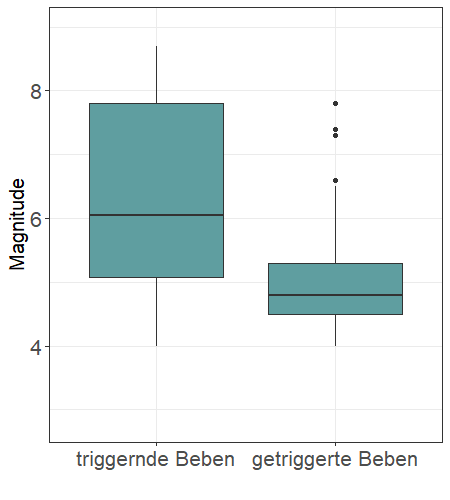 Magnitude
8
6
4
triggernde Beben
getriggerte Beben